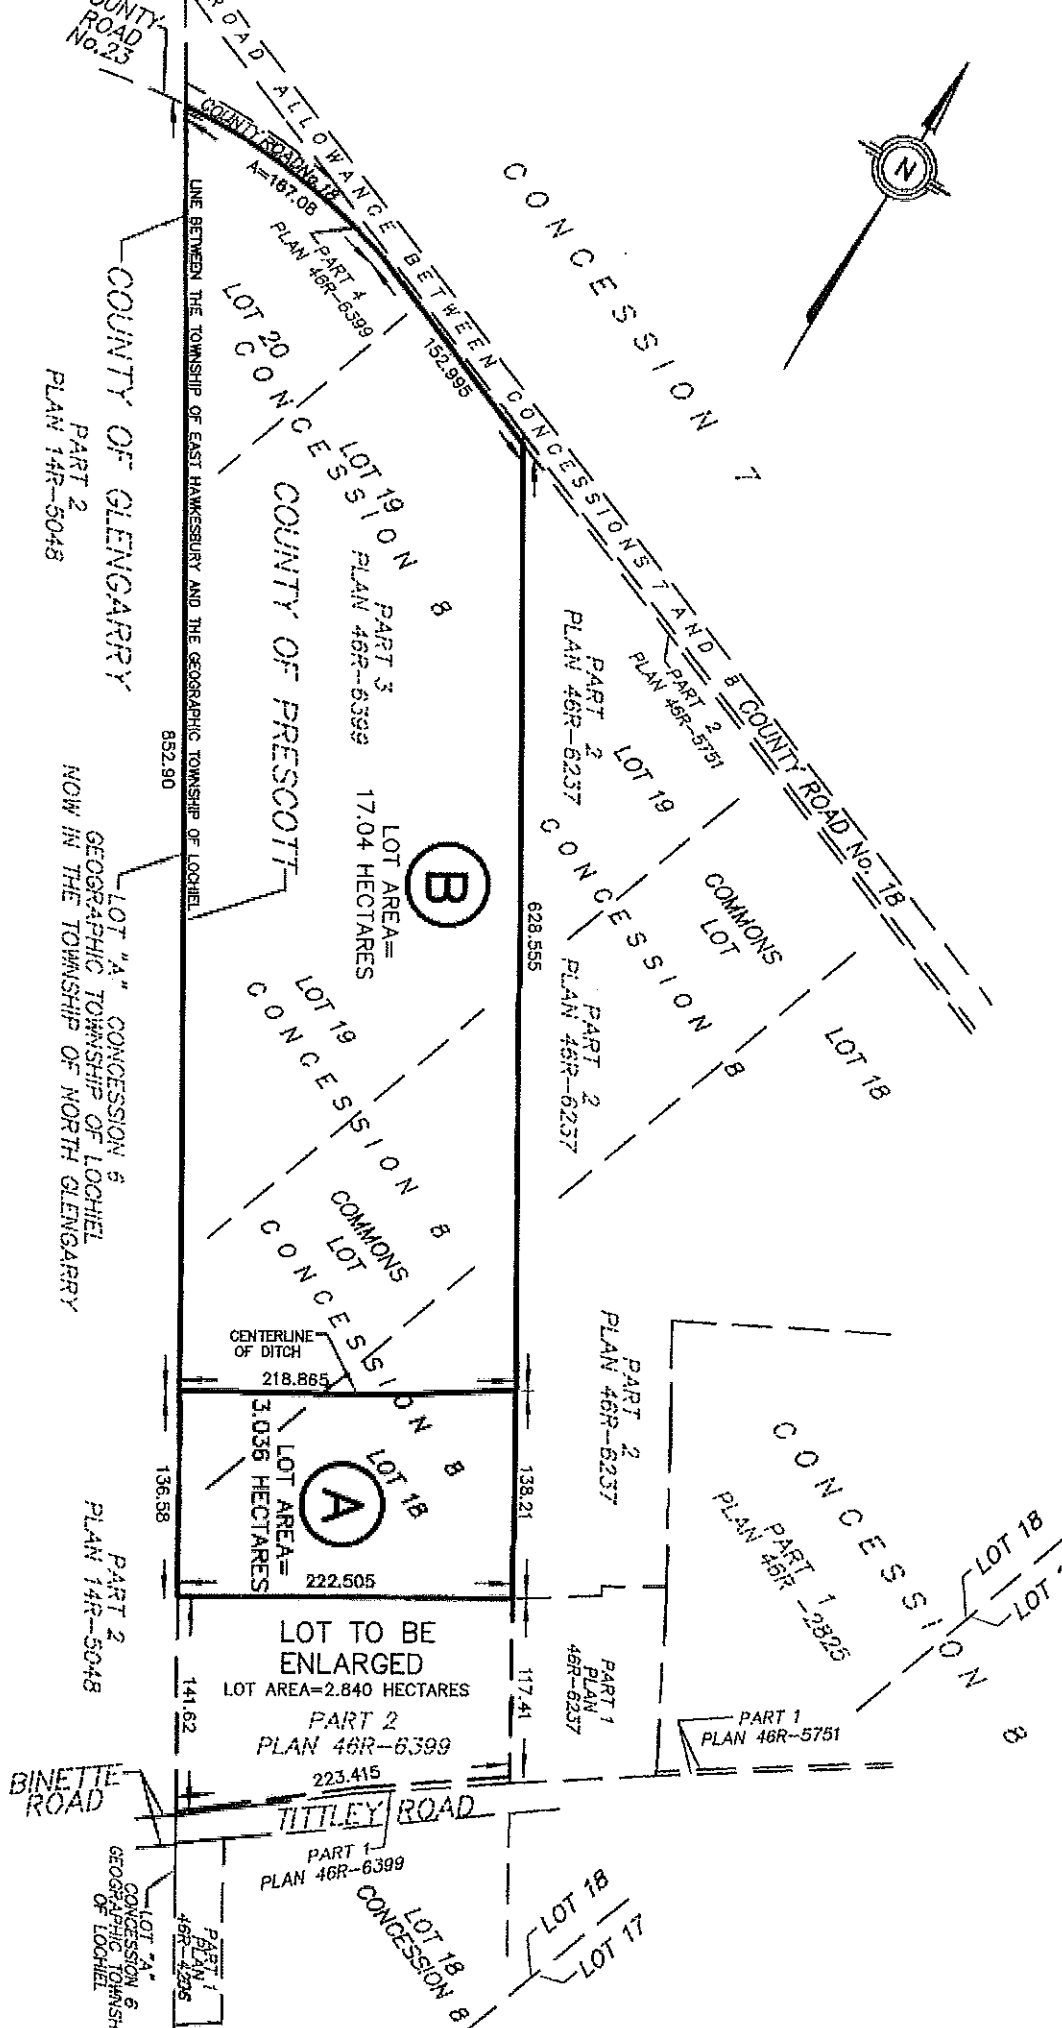 COUNTY
ROAD
No.23
ROAD ALLOWANCE BETWEEN CONCESSIONS 7 AND 8 COUNTY ROAD No. 18
N
CONCESSION 7
COUNTY ROAD No. 18
A=167.08
PART 4
PLAN 46R-6399
152.995
LINE BETWEEN THE TOWNSHIP OF EAST HAWKESBURY AND THE GEOGRAPHIC TOWNSHIP OF LOCHIEL
COUNTY OF GLENGARRY
PART 2
PLAN 14R-5048
LOT 20
CONCESSION 8
LOT 19
COUNTY OF PRESCOTT
PART 3
PLAN 46R-6399
LOT AREA=
17.04 HECTARES
B
852.90
628.555
PART 2
PLAN 46R-6237
PART 2
PLAN 46R-5751
LOT 19
CONCESSION 8
COMMONS
LOT
LOT 18
PART 2
PLAN 46R-6237
LOT "A" CONCESSION 6
GEOGRAPHIC TOWNSHIP OF LOCHIEL
NOW IN THE TOWNSHIP OF NORTH GLENGARRY
LOT 19
CONCESSION 8
COMMONS
LOT
CONCESSION 8
CENTERLINE
OF DITCH
218.865
PART 2
PLAN 46R-6237
LOT 18
A
LOT AREA=
3.036 HECTARES
136.58
138.21
222.505
PART 2
PLAN 14R-5048
CONCESSION 8
PART 1
PLAN 46R-2825
LOT 18
LOT
LOT TO BE
ENLARGED
LOT AREA=2.840 HECTARES
PART 2
PLAN 46R-6399
141.62
117.41
PART 1
PLAN
46R-6237
PART 1
PLAN 46R-5751
223.415
BINETTE
ROAD
TITTLEY ROAD
PART 1
PLAN 46R-6399
LOT "A"
CONCESSION 6
GEOGRAPHIC TOWNSH
OF LOCHIEL
PART 1
PLAN
LOT 18
CONCESSION 8
LOT 18
LOT 17